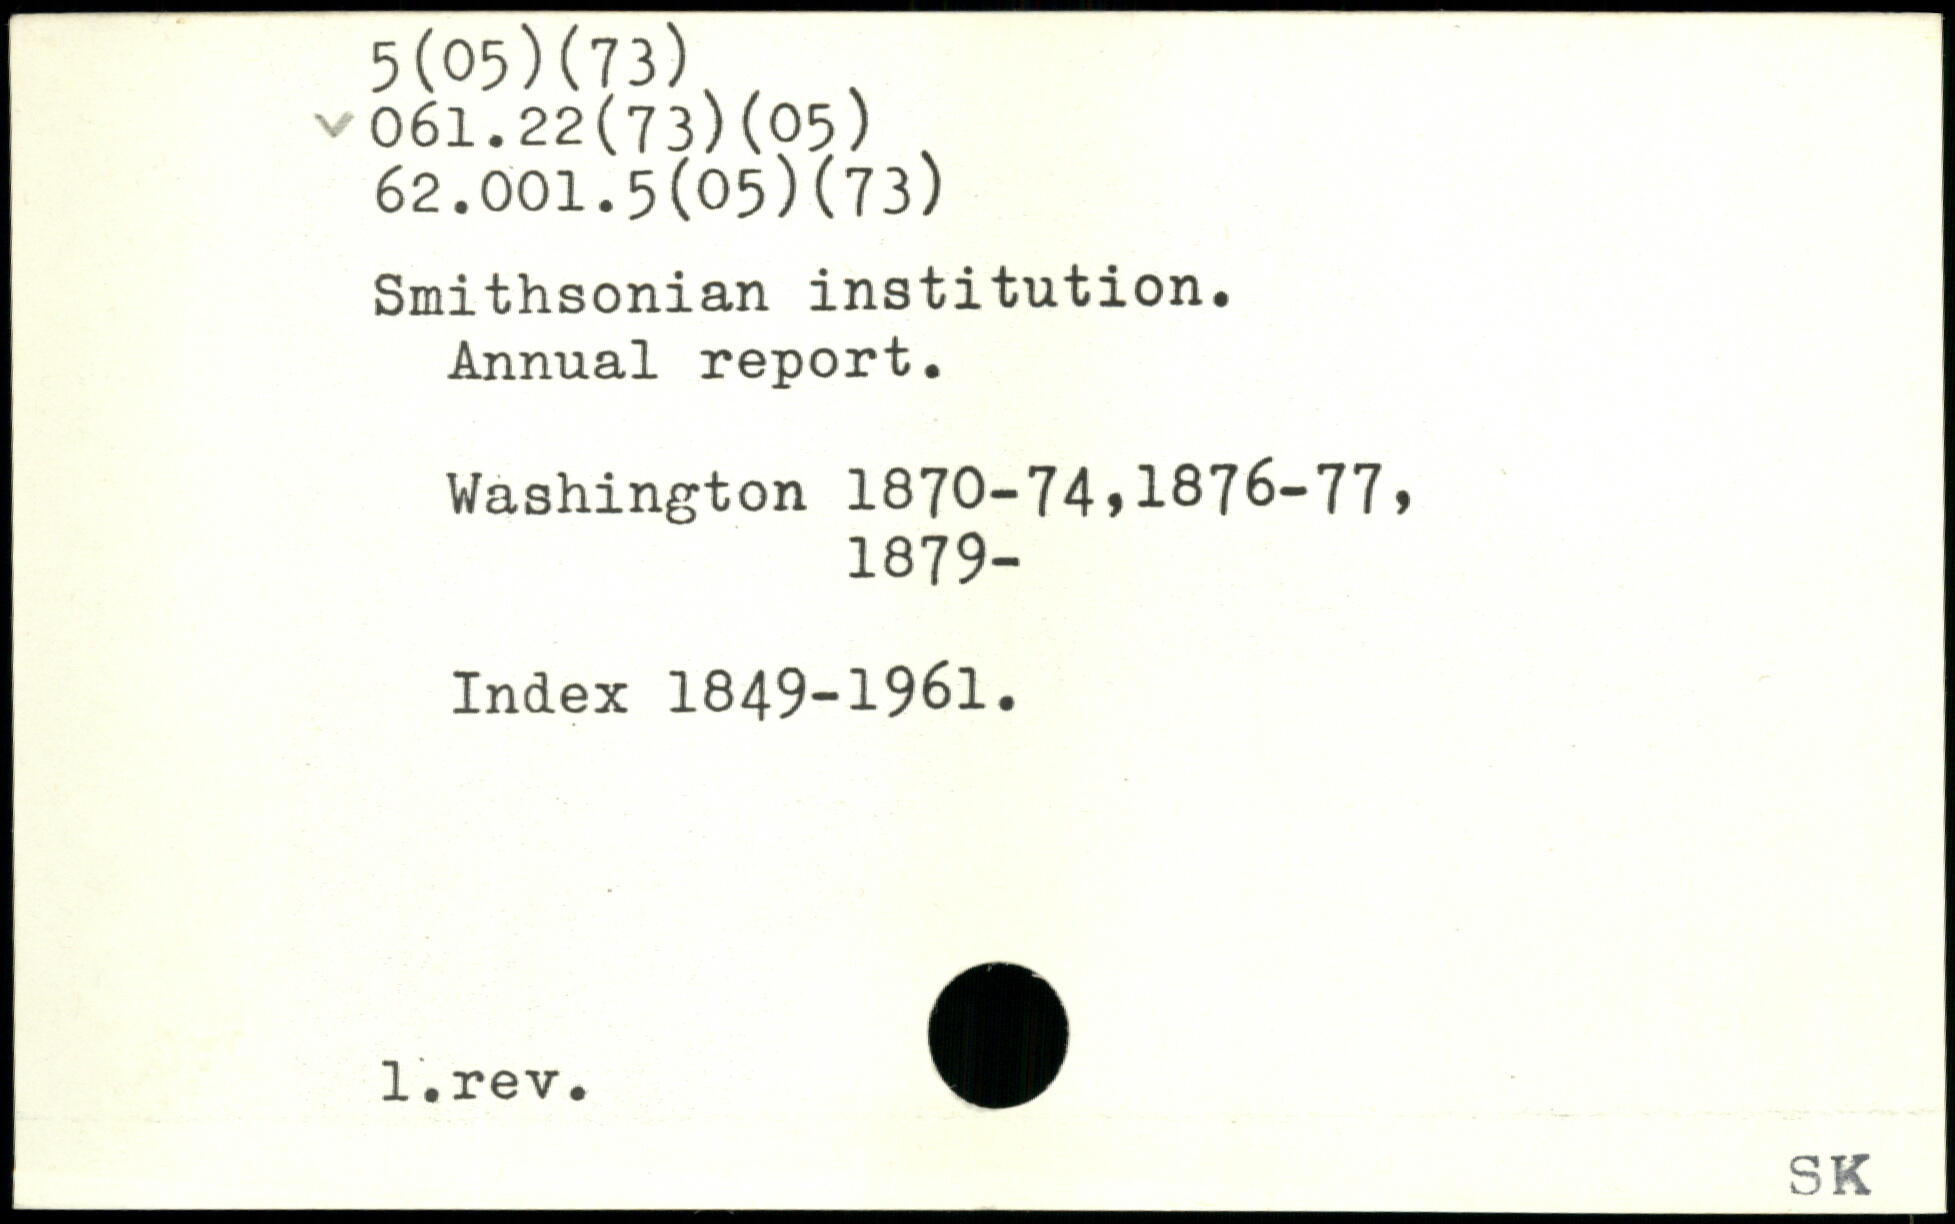 5(05)(73)
✓ 061.22(73)(05)
62.001.5(05)(73)
Smithsonian institution.
Annual report.
Washington 1870-74,1876-77,
1879-
Index 1849-1961.
1.rev.
SK